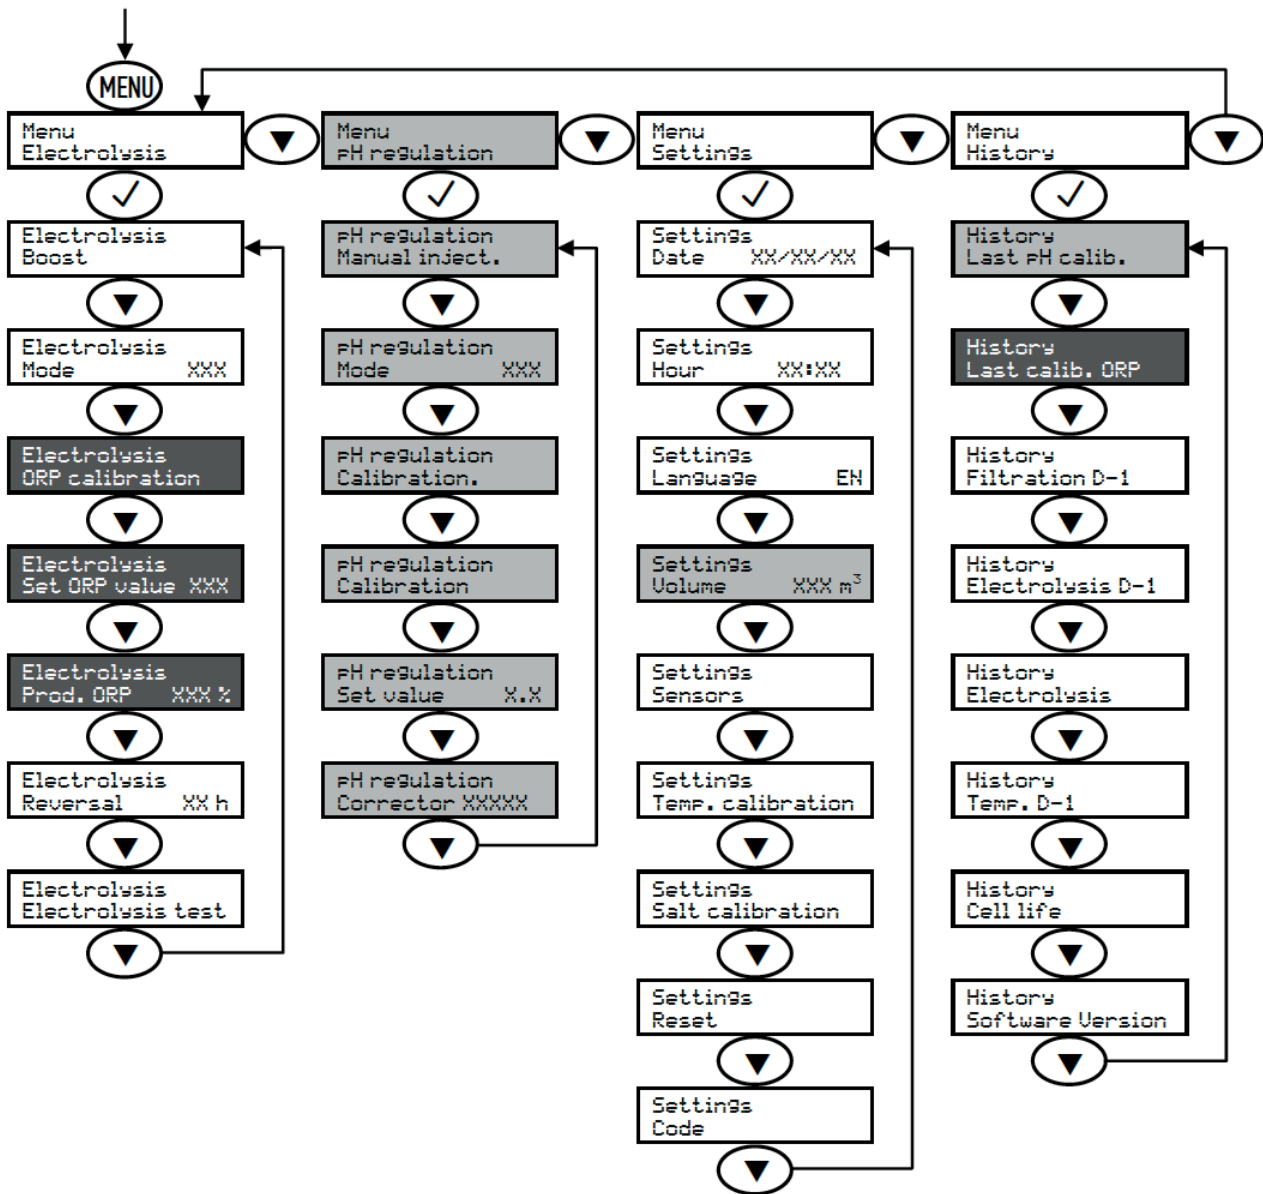 MENU
Menu
Electrolysis
Menu
pH regulation
Menu
Settings
Menu
History
Electrolysis
Boost
Electrolysis
Mode XXX
Electrolysis
ORP calibration
Electrolysis
Set ORP value XXX
Electrolysis
Prod. ORP XXX %
Electrolysis
Reversal XX h
Electrolysis
Electrolysis test
pH regulation
Manual inject.
pH regulation
Mode XXX
pH regulation
Calibration.
pH regulation
Calibration
pH regulation
Set value X.X
pH regulation
Corrector XXXXX
Settings
Date XX/XX/XX
Settings
Hour XX:XX
Settings
Language EN
Settings
Volume XXX m³
Settings
Sensors
Settings
Temp. calibration
Settings
Salt calibration
Settings
Reset
Settings
Code
History
Last pH calib.
History
Last calib. ORP
History
Filtration D-1
History
Electrolysis D-1
History
Electrolysis
History
Temp. D-1
History
Cell life
History
Software Version